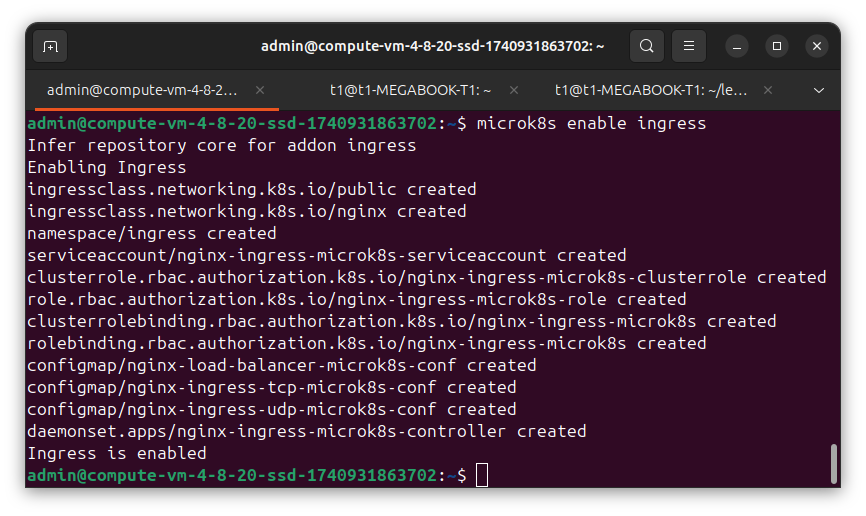 admin@compute-vm-4-8-20-ssd-1740931863702: ~
admin@compute-vm-4-8-2...
t1@t1-MEGABOOK-T1: ~
t1@t1-MEGABOOK-T1: ~/le...
admin@compute-vm-4-8-20-ssd-1740931863702:~$ microk8s enable ingress
Infer repository core for addon ingress
Enabling Ingress
ingressclass.networking.k8s.io/public created
ingressclass.networking.k8s.io/nginx created
namespace/ingress created
serviceaccount/nginx-ingress-microk8s-serviceaccount created
clusterrole.rbac.authorization.k8s.io/nginx-ingress-microk8s-clusterrole created
role.rbac.authorization.k8s.io/nginx-ingress-microk8s-role created
clusterrolebinding.rbac.authorization.k8s.io/nginx-ingress-microk8s created
rolebinding.rbac.authorization.k8s.io/nginx-ingress-microk8s created
configmap/nginx-load-balancer-microk8s-conf created
configmap/nginx-ingress-tcp-microk8s-conf created
configmap/nginx-ingress-udp-microk8s-conf created
daemonset.apps/nginx-ingress-microk8s-controller created
Ingress is enabled
admin@compute-vm-4-8-20-ssd-1740931863702:~$